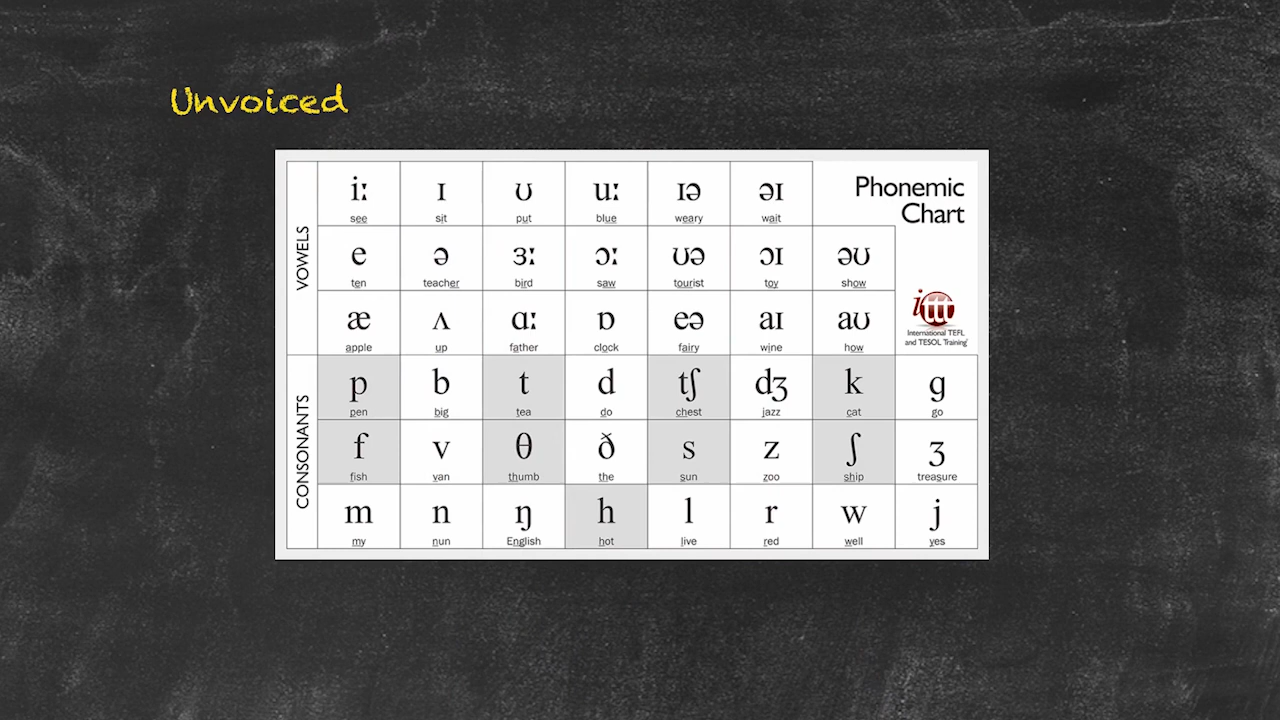 Unvoiced
Phonemic
Chart
VOWELS
iː ɪ ʊ uː ɪə əɪ
see sit put blue weary wait
e ə ɜː ɔː ʊə ɔɪ əʊ
ten teacher bird saw tourist toy show
æ ʌ ɑː ɒ eə aɪ aʊ
apple up father clock fairy wine how
ittt
International TEFL
and TESOL Training
CONSONANTS
p b t d tʃ dʒ k g
pen big tea do chest jazz cat go
f v θ ð s z ʃ ʒ
fish van thumb the sun zoo ship treasure
m n ŋ h l r w j
my nun English hot live red well yes